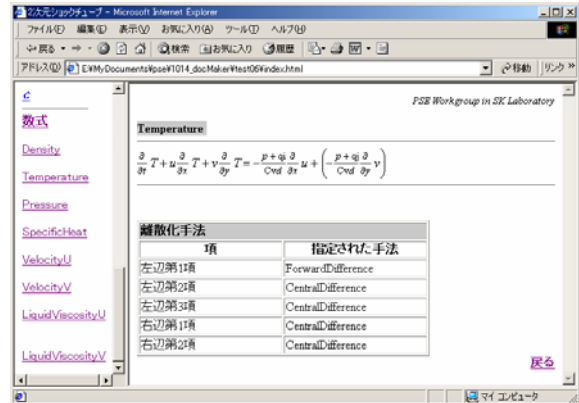 2次元ショックチューブ - Microsoft Internet Explorer
ファイル(F) 編集(E) 表示(V) お気に入り(A) ツール(T) ヘルプ(H)
戻る 検索 お気に入り 履歴
アドレス(D) E:¥MyDocuments¥pse¥1014_docMaker¥test06¥index.html 移動 リンク »
c
数式
Density
Temperature
Pressure
SpecificHeat
VelocityU
VelocityV
LiquidViscosityU
LiquidViscosityV
PSE Workgroup in SK Laboratory
Temperature
∂/∂t T + u ∂/∂x T + v ∂/∂y T = - (p + qi)/Cvd ∂/∂x u + ( - (p + qj)/Cvd ∂/∂y v )
離散化手法
項 指定された手法
左辺第1項 ForwardDifference
左辺第2項 CentralDifference
左辺第3項 CentralDifference
右辺第1項 CentralDifference
右辺第2項 CentralDifference
戻る
マイ コンピュータ